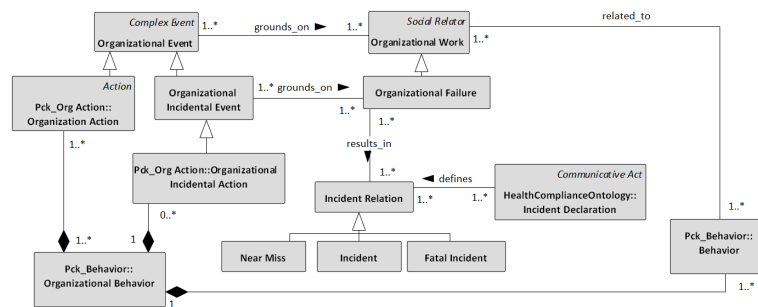 Complex Event
Organizational Event
1..*
grounds_on
1..*
Social Relator
Organizational Work
1..*
related_to
Action
Pck_Org Action::
Organization Action
1..*
Organizational
Incidental Event
1..*
grounds_on
1..*
Organizational Failure
1..*
results_in
1..*
Pck_Org Action::Organizational
Incidental Action
0..*
Incident Relation
1..*
defines
1..*
Communicative Act
HealthComplianceOntology::
Incident Declaration
Near Miss
Incident
Fatal Incident
1..*
1
Pck_Behavior::
Organizational Behavior
1
1..*
Pck_Behavior::
Behavior
1..*